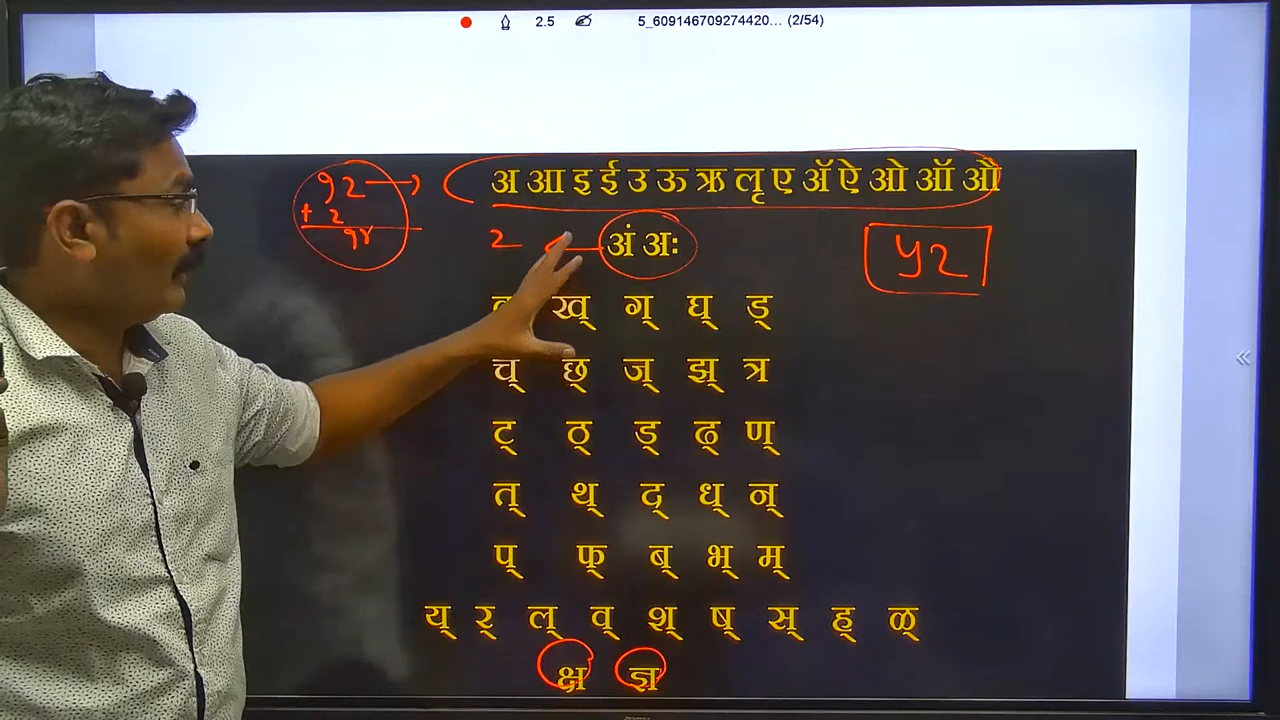 2.5 5_609146709274420... (2/54)
१२ अ आ इ ई उ ऊ ऋ लृ ए ॲ ऐ ओ ऑ औ
+ २
१४
२ अं अः ५२
ख् ग् घ् ड्
च् छ् ज् झ् त्र
ट् ठ् ड् ढ् ण्
त् थ् द् ध् न्
प् फ् ब् भ् म्
य् र् ल् व् श् ष् स् ह् ळ्
क्ष ज्ञ